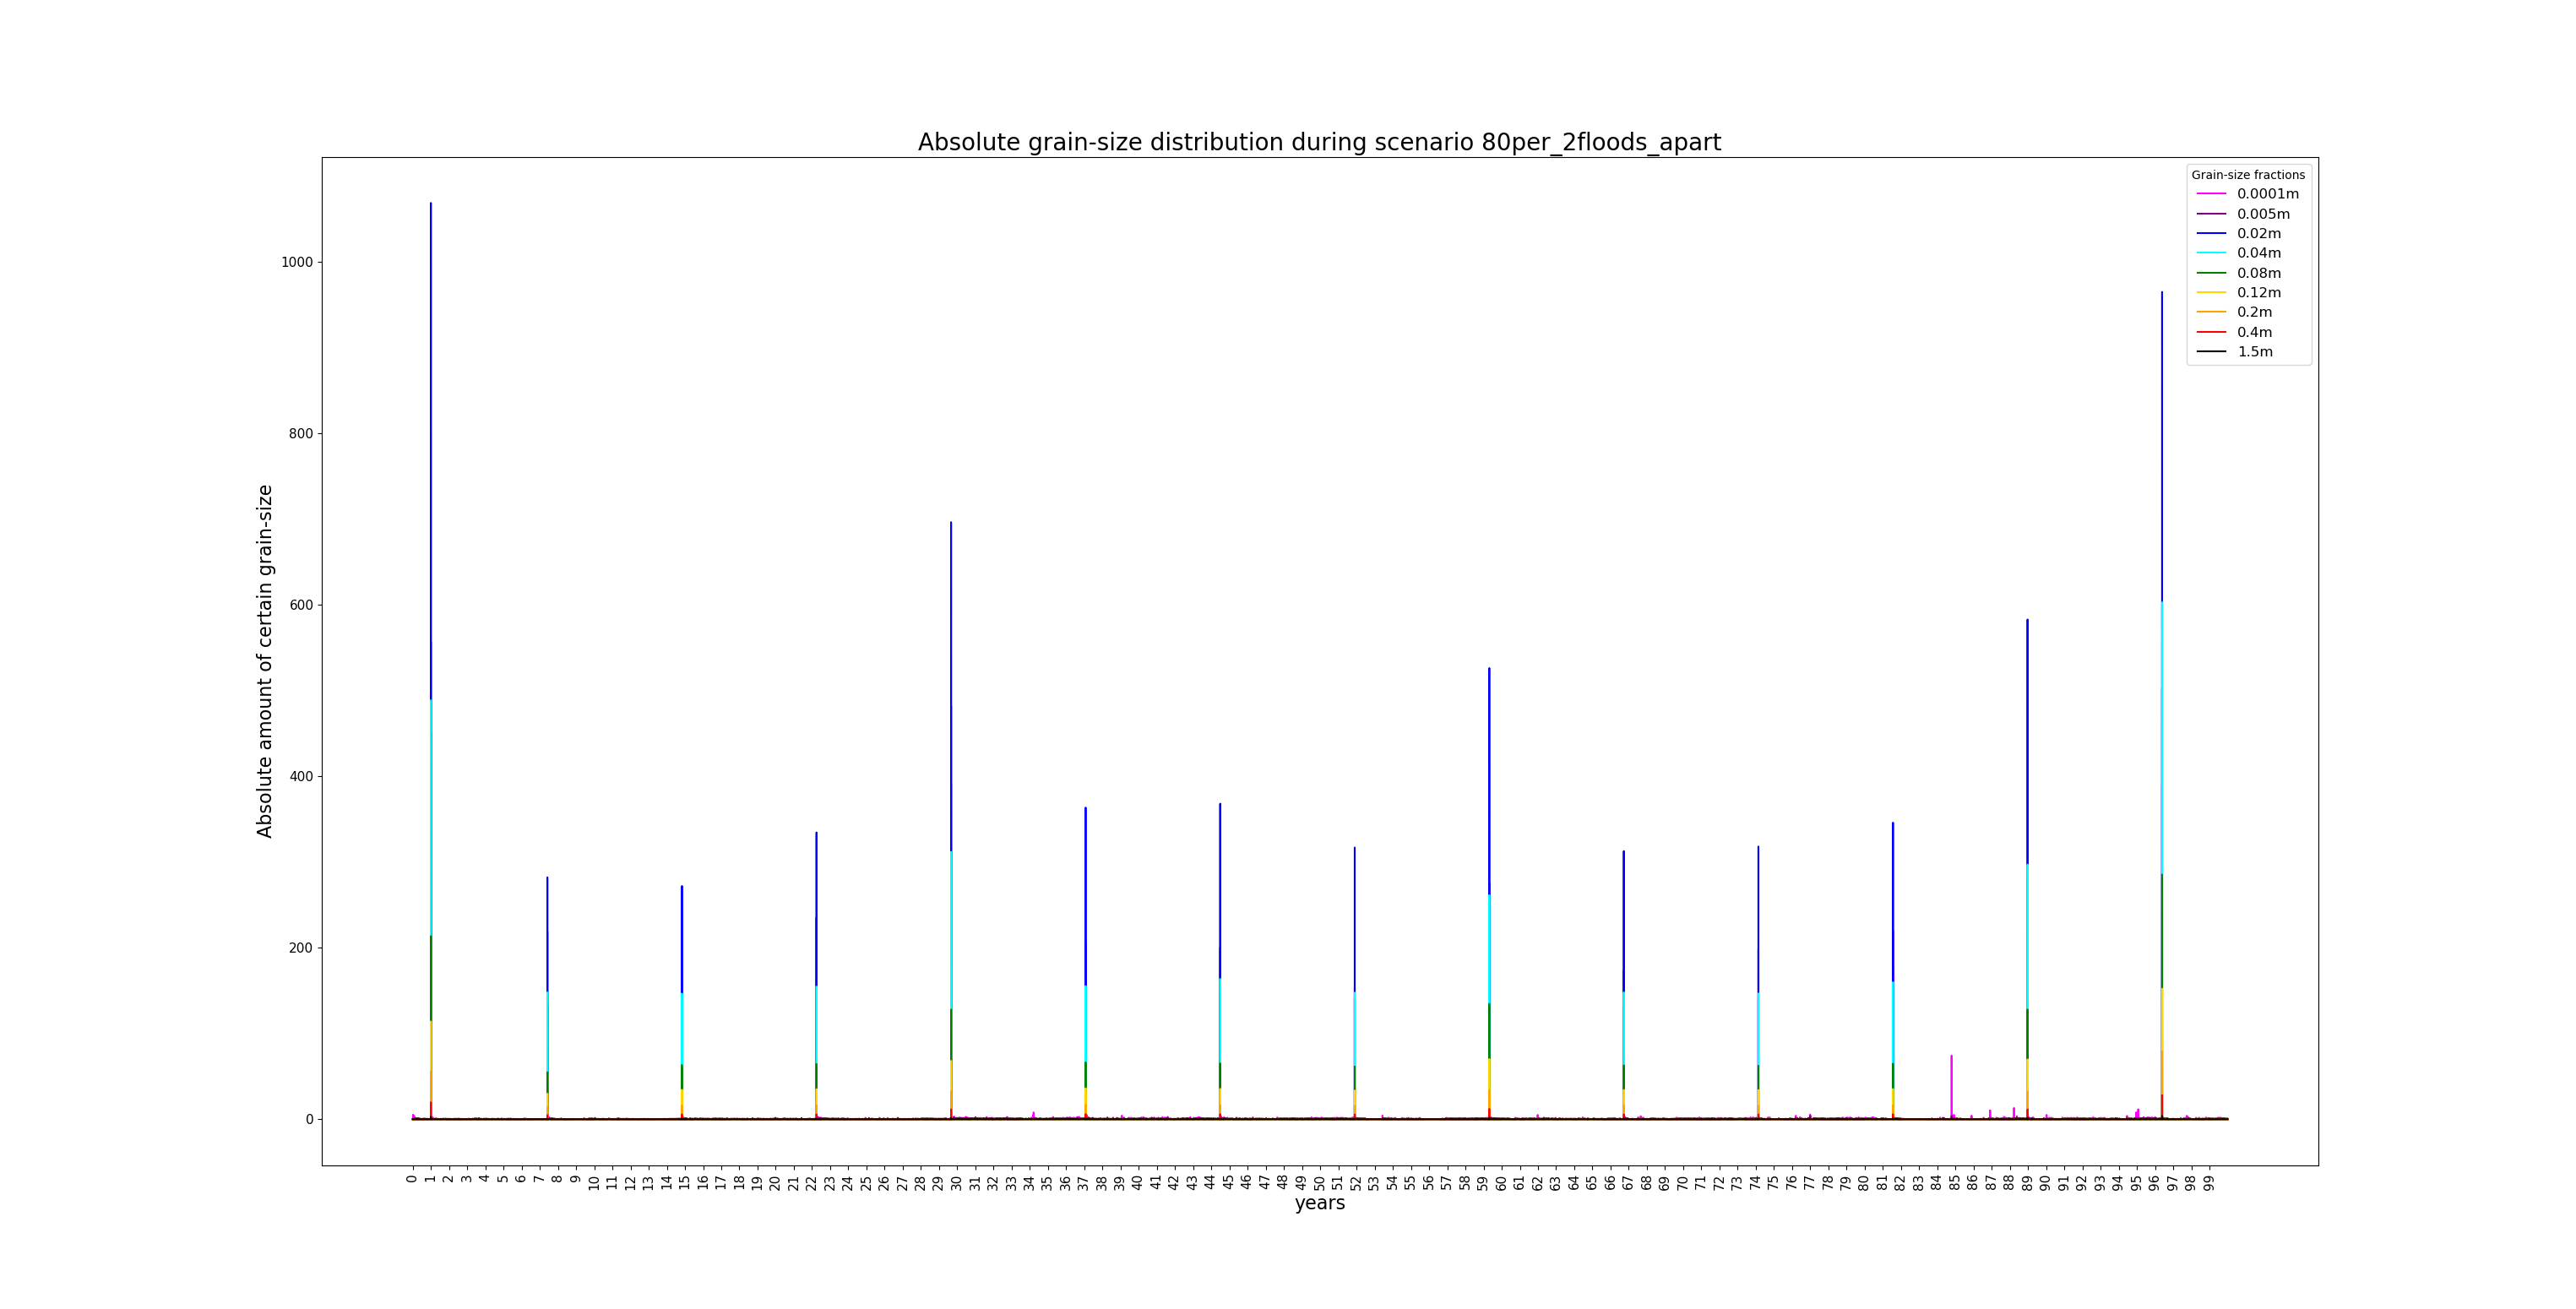 Absolute grain-size distribution during scenario 80per_2floods_apart
Grain-size fractions
0.0001m
0.005m
0.02m
0.04m
0.08m
0.12m
0.2m
0.4m
1.5m
Absolute amount of certain grain-size
1000
800
600
400
200
0
0 1 2 3 4 5 6 7 8 9 10 11 12 13 14 15 16 17 18 19 20 21 22 23 24 25 26 27 28 29 30 31 32 33 34 35 36 37 38 39 40 41 42 43 44 45 46 47 48 49 50 51 52 53 54 55 56 57 58 59 60 61 62 63 64 65 66 67 68 69 70 71 72 73 74 75 76 77 78 79 80 81 82 83 84 85 86 87 88 89 90 91 92 93 94 95 96 97 98 99
years